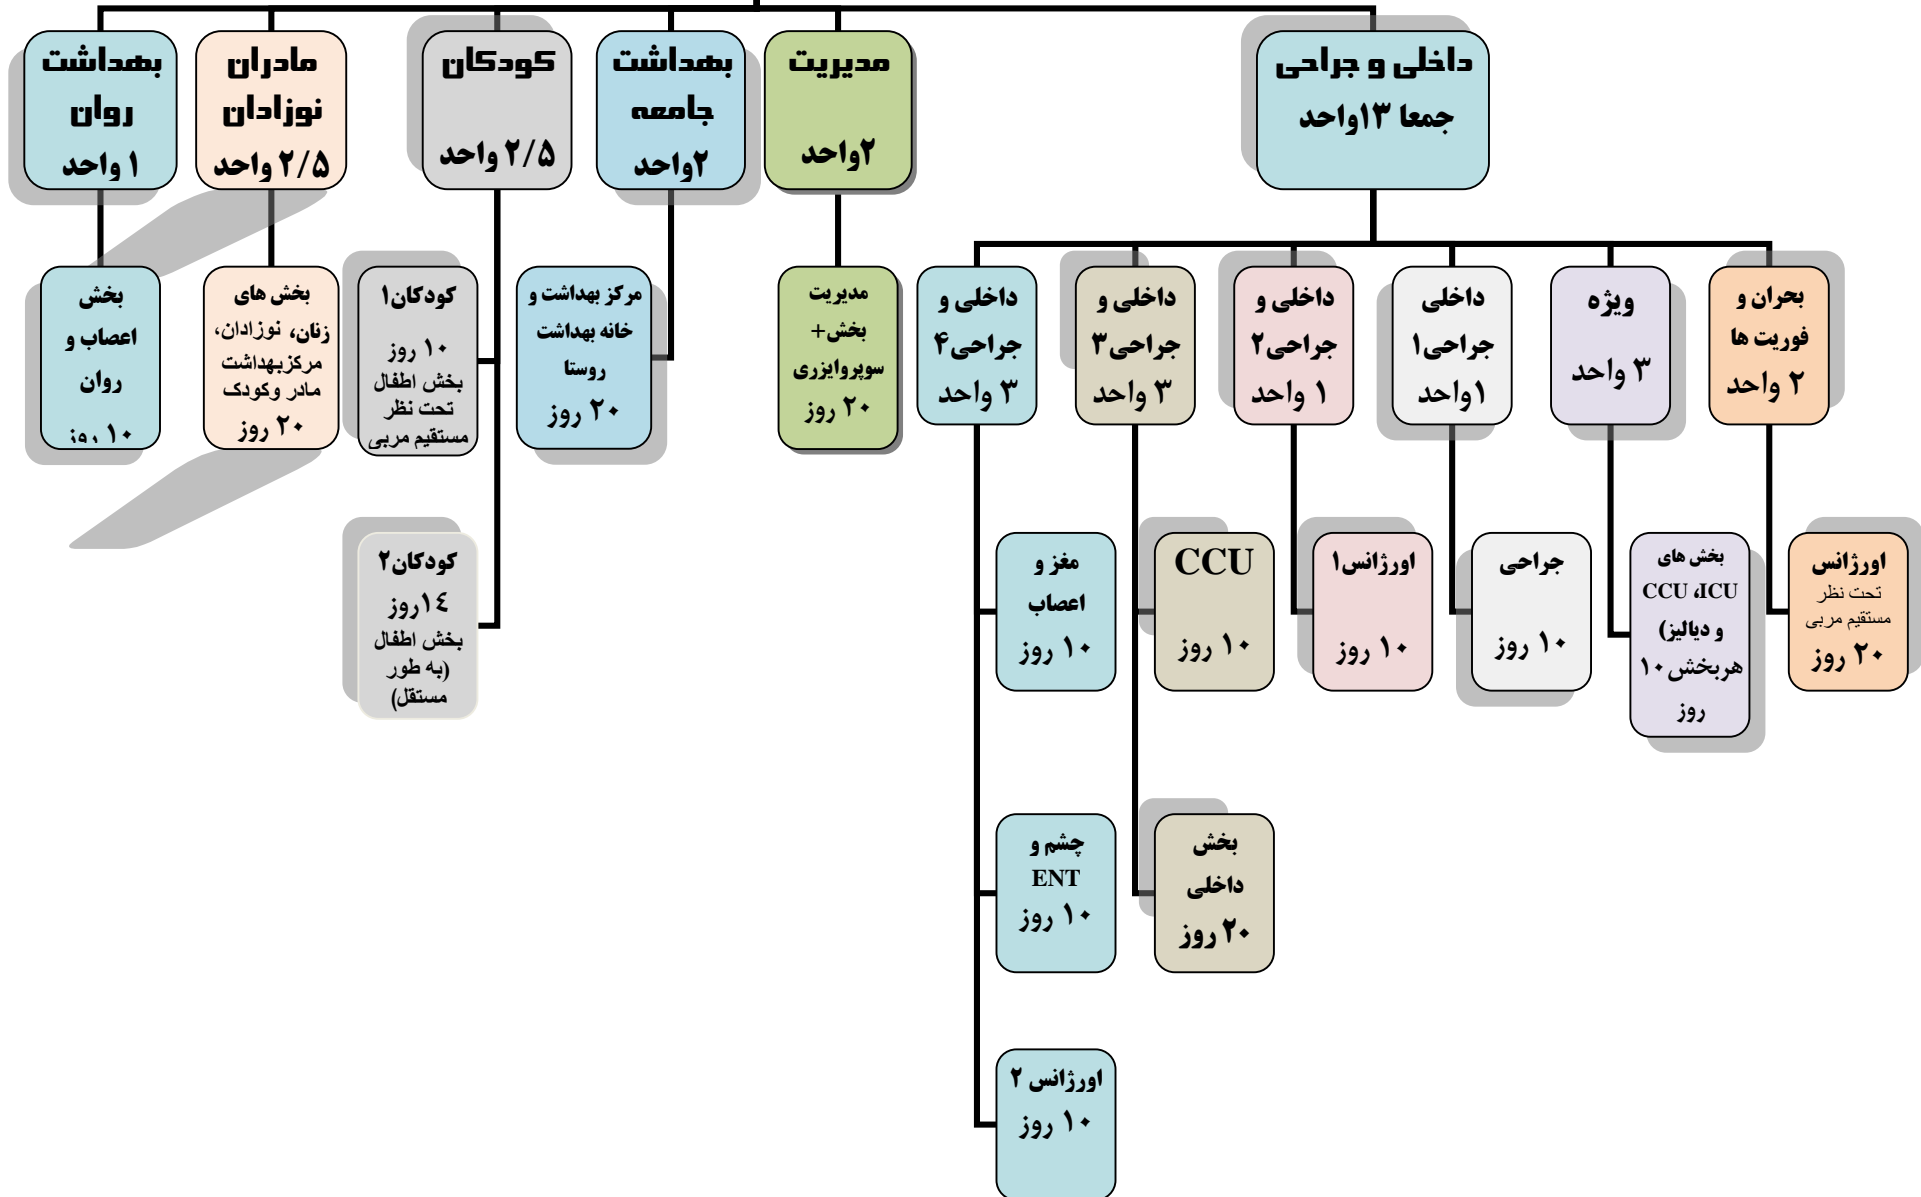 داخلی و جراحی
جمعا ۱۳واحد
مدیریت
۲واحد
بهداشت
جامعه
۲واحد
کودکان
۲/۵ واحد
مادران
نوزادان
۲/۵ واحد
بهداشت
روان
۱ واحد
بحران و
فوریت ها
۲ واحد
ویژه
۳ واحد
داخلی
جراحی۱
۱واحد
داخلی و
جراحی۲
۱ واحد
داخلی و
جراحی۳
۳ واحد
داخلی و
جراحی۴
۳ واحد
مدیریت
بخش+
سوپروایزری
۲۰ روز
مرکز بهداشت و
خانه بهداشت
روستا
۲۰ روز
کودکان۱
۱۰ روز
بخش اطفال
تحت نظر
مستقیم مربی
بخش های
زنان، نوزادان،
مرکزبهداشت
مادر وکودک
۲۰ روز
بخش
اعصاب و
روان
۱۰ روز
اورژانس
تحت نظر
مستقیم مربی
۲۰ روز
بخش های
CCU ،ICU
و دیالیز)
هربخش۱۰
روز
جراحی
۱۰ روز
اورژانس۱
۱۰ روز
CCU
۱۰ روز
مغز و
اعصاب
۱۰ روز
کودکان۲
١٤روز
بخش اطفال
(به طور
مستقل)
بخش
داخلی
۲۰ روز
چشم و
ENT
۱۰ روز
اورژانس ۲
۱۰ روز